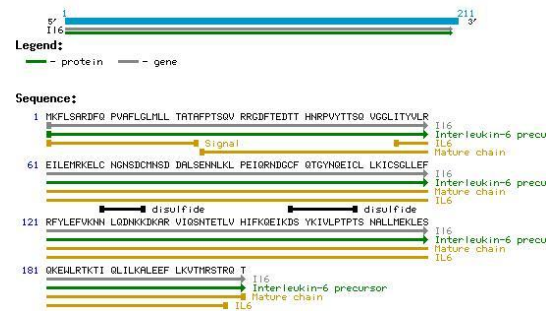 1 211
5′ 3′
Il6
Legend:
- protein - gene
Sequence:
1 MKFLSARDFQ PVAFLGLMLL TATAFPTSQV RRGDFTEDTT HNRPVYTTSQ VGGLITYVLR
Il6
Interleukin-6 precu
Signal IL6
Mature chain
61 EILEMRKELC NGNSDCMNSD DALSENNLKL PEIQRNDGCF QTGYNQEICL LKICSGLLEF
Il6
Interleukin-6 precu
Mature chain
IL6
disulfide disulfide
121 RFYLEFVKNN LQDNKKDKAR VIQSNTETLV HIFKQEIKDS YKIVLPTPTS NALLMEKLES
Il6
Interleukin-6 precu
Mature chain
IL6
181 QKEWLRTKTI QLILKALEEF LKVTMRSTRQ T
Il6
Interleukin-6 precursor
Mature chain
IL6